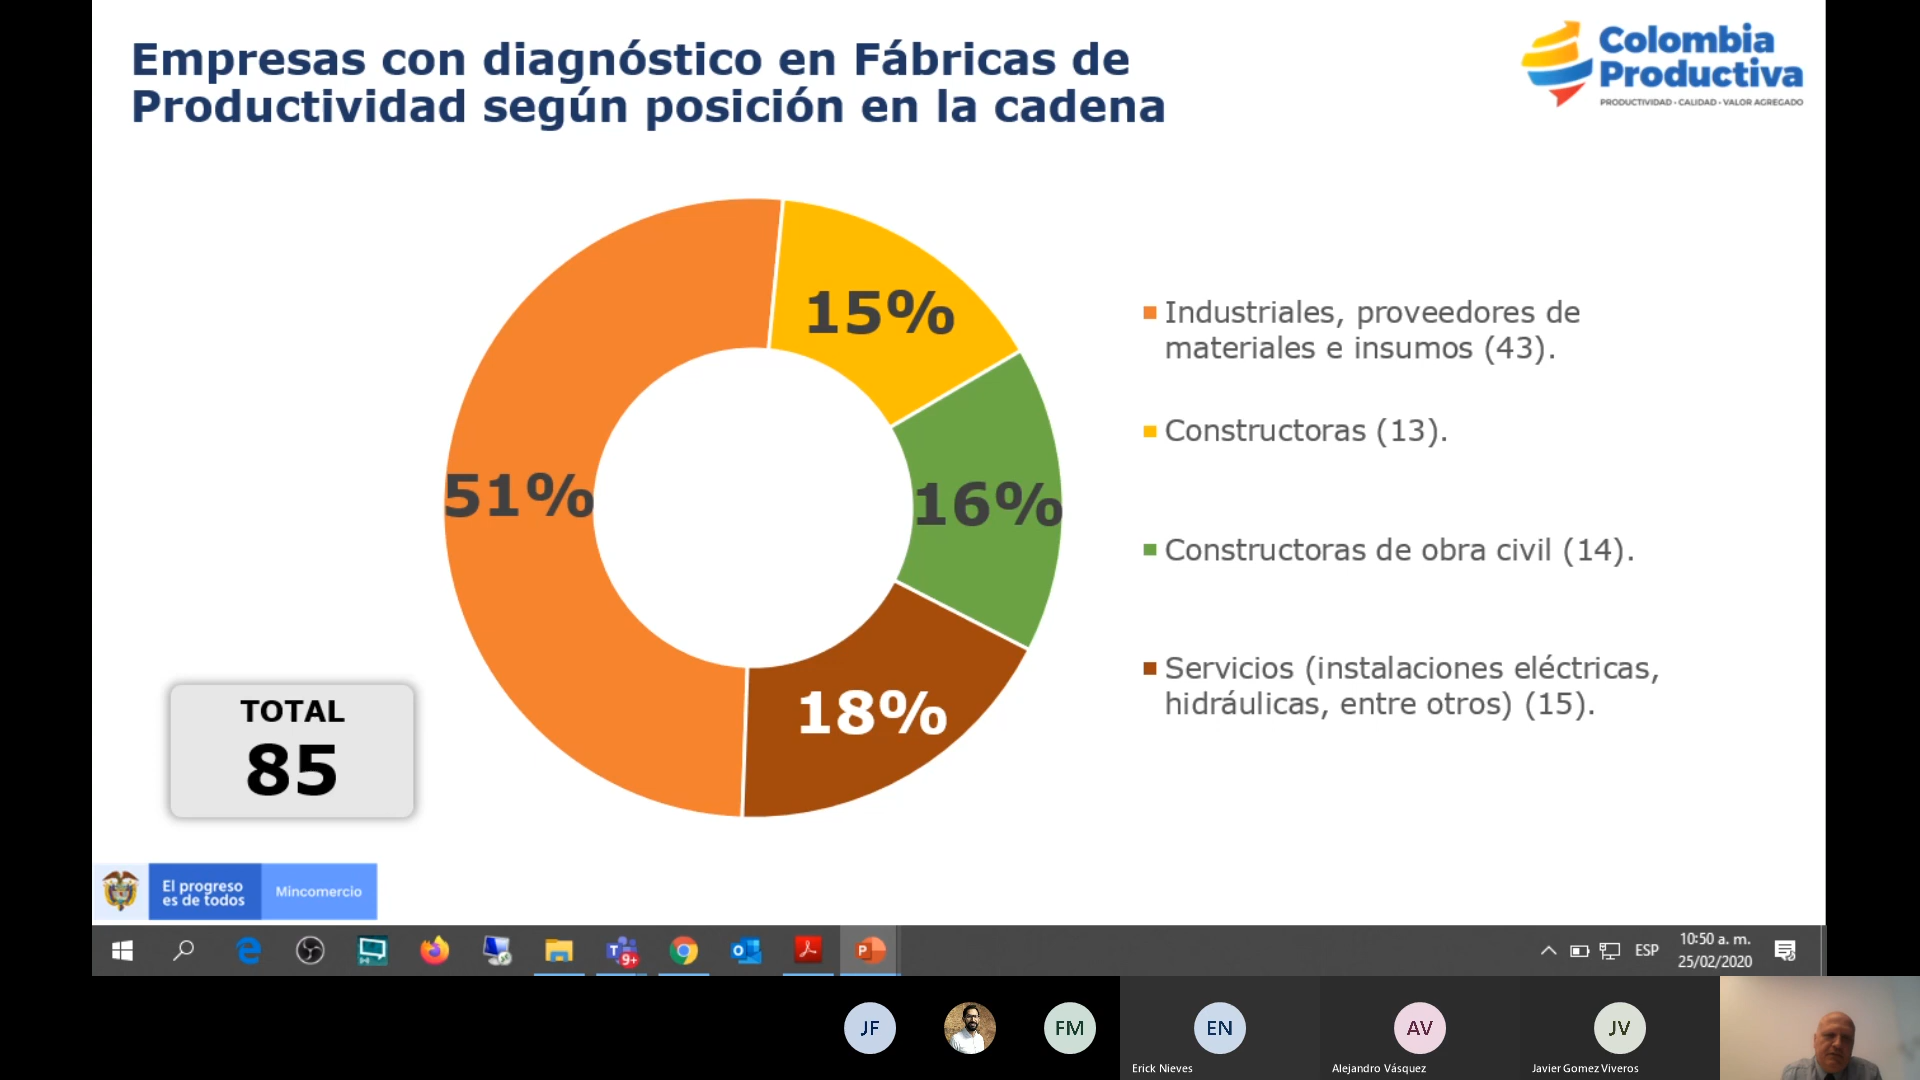 Empresas con diagnóstico en Fábricas de
Productividad según posición en la cadena
Colombia
Productiva
PRODUCTIVIDAD • CALIDAD • VALOR AGREGADO
15%
51%
16%
18%
Industriales, proveedores de
materiales e insumos (43).
Constructoras (13).
Constructoras de obra civil (14).
Servicios (instalaciones eléctricas,
hidráulicas, entre otros) (15).
TOTAL
85
El progreso
es de todos
Mincomercio
9+
ESP
10:50 a. m.
25/02/2020
JF
FM
EN
AV
JV
Erick Nieves
Alejandro Vásquez
Javier Gomez Viveros